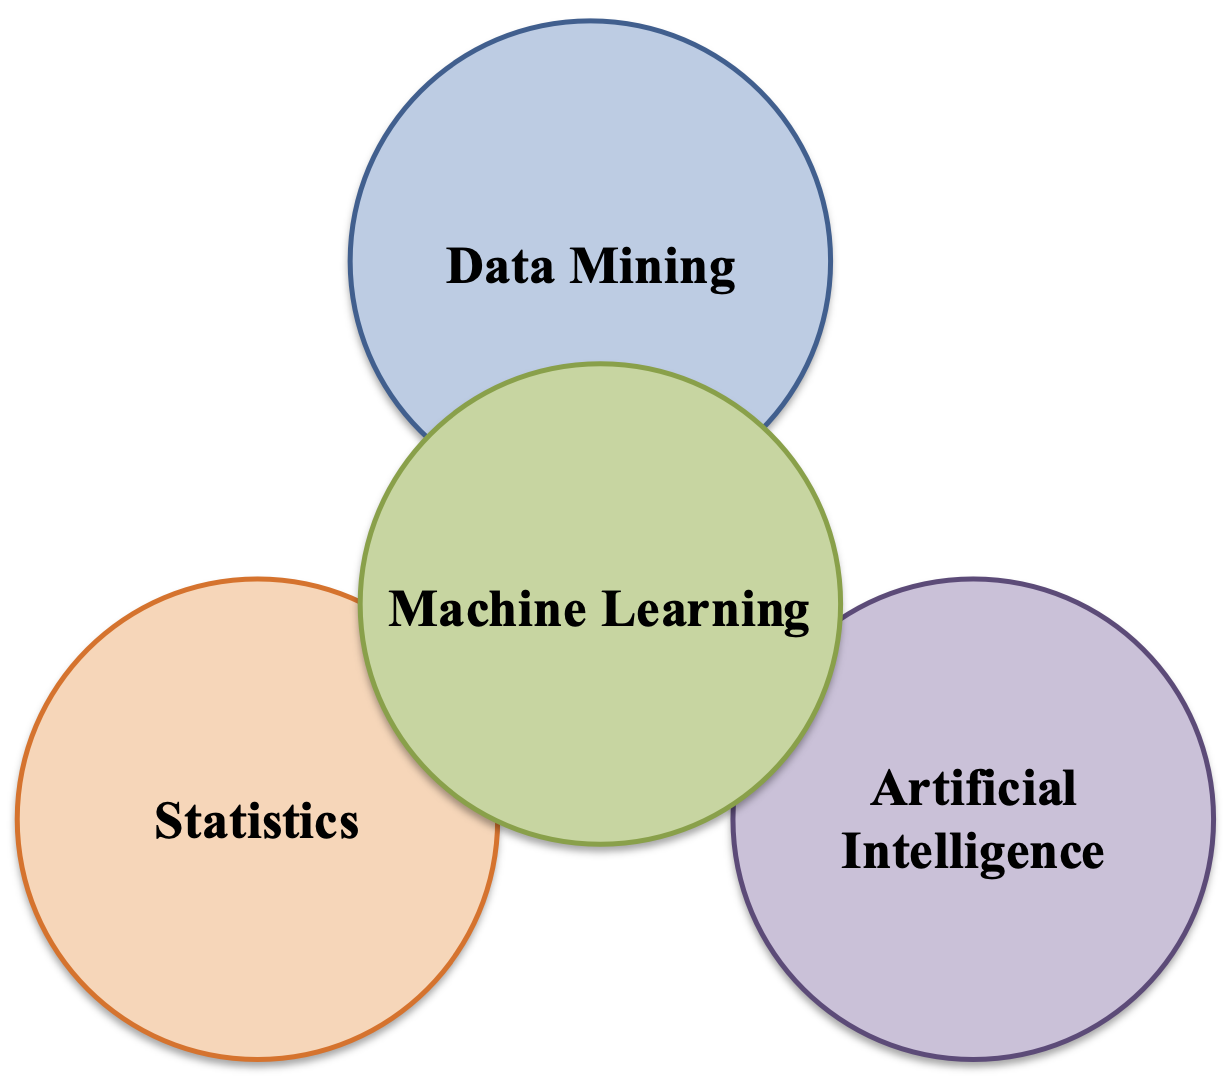 Data Mining
Machine Learning
Statistics
Artificial
Intelligence